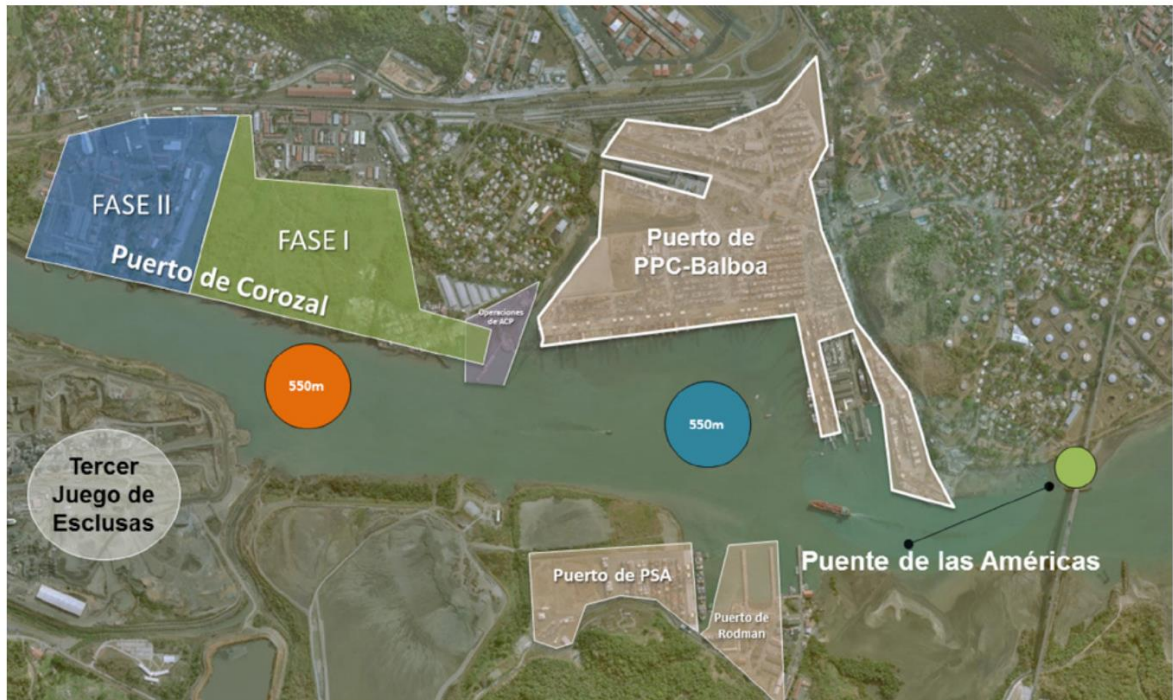 FASE II
FASE I
Puerto de Corozal
Operaciones
de ACP
Puerto de
PPC-Balboa
550m
550m
Tercer
Juego de
Esclusas
Puente de las Américas
Puerto de PSA
Puerto de
Rodman